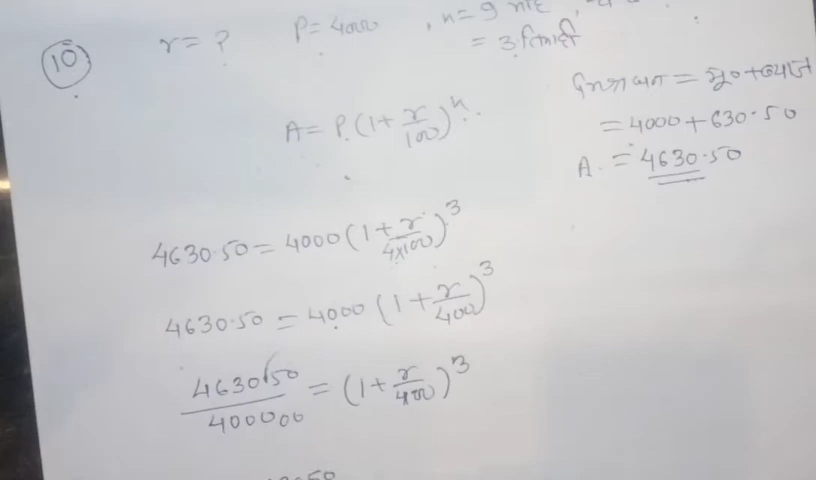 10 r = ? P = 4000 , n = 9 माह
= 3 तिमाही
मिश्रधन = मू० + ब्याज
A = P. (1 + r/100)^n.
= 4000 + 630.50
A. = 4630.50
4630.50 = 4000 (1 + r/4×100)^3
4630.50 = 4000 (1 + r/400)^3
463050/400000 = (1 + r/400)^3